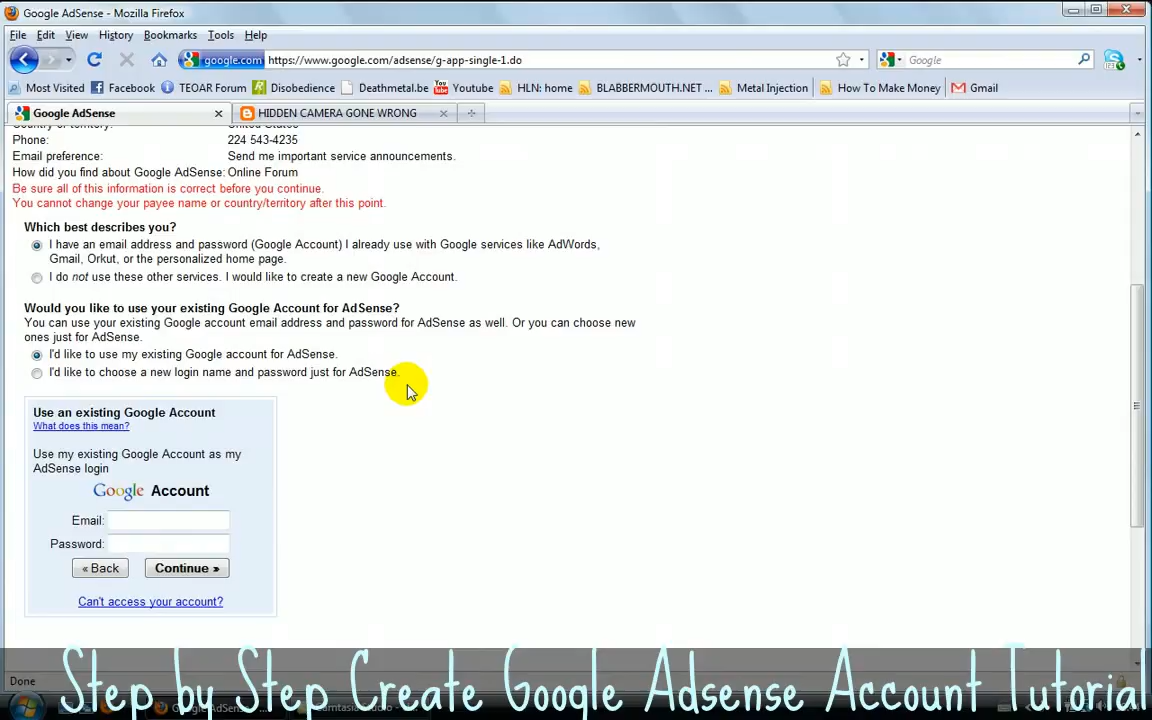 Google AdSense - Mozilla Firefox
File Edit View History Bookmarks Tools Help
google.com https://www.google.com/adsense/g-app-single-1.do Google
Most Visited Facebook TEOAR Forum Disobedience Deathmetal.be Youtube HLN: home BLABBERMOUTH.NET ... Metal Injection How To Make Money Gmail
Google AdSense HIDDEN CAMERA GONE WRONG
Country or territory: United States
Phone: 224 543-4235
Email preference: Send me important service announcements.
How did you find about Google AdSense: Online Forum
Be sure all of this information is correct before you continue.
You cannot change your payee name or country/territory after this point.
Which best describes you?
I have an email address and password (Google Account) I already use with Google services like AdWords,
Gmail, Orkut, or the personalized home page.
I do not use these other services. I would like to create a new Google Account.
Would you like to use your existing Google Account for AdSense?
You can use your existing Google account email address and password for AdSense as well. Or you can choose new
ones just for AdSense.
I'd like to use my existing Google account for AdSense.
I'd like to choose a new login name and password just for AdSense.
Use an existing Google Account
What does this mean?
Use my existing Google Account as my
AdSense login
Google Account
Email:
Password:
« Back Continue »
Can't access your account?
Step by Step Create Google Adsense Account Tutorial
Done